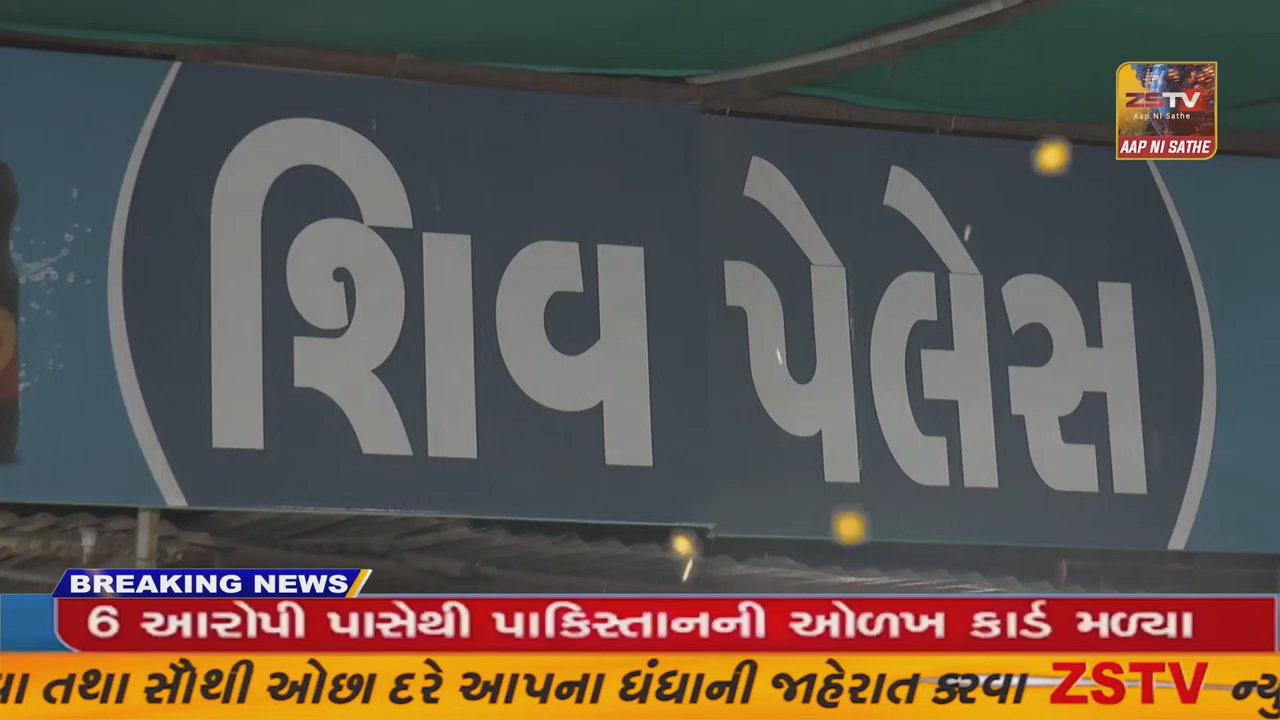 ZSTV
Aap Ni Sathe
AAP NI SATHE
શિવ પેલેસ
BREAKING NEWS
6 આરોપી પાસેથી પાકિસ્તાનની ઓળખ કાર્ડ મળ્યા
તથા સૌથી ઓછા દરે આપના ધંધાની જાહેરાત કરવા ZSTV